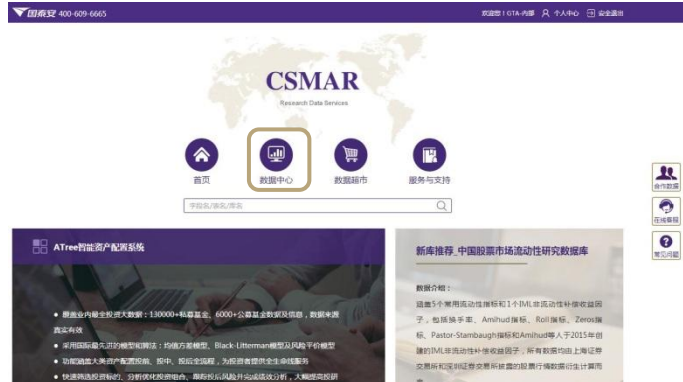 国泰安 400-609-6665
欢迎您！GTA-内部 个人中心 安全退出
CSMAR
Research Data Services
首页
数据中心
数据超市
服务与支持
字段名/表名/库名
合作数据
在线客服
常见问题
ATree智能资产配置系统
● 覆盖业内最全投资大数据：130000+私募基金、6000+公募基金数据及信息，数据来源
真实有效
● 采用国际最先进的模型和算法：均值方差模型、Black-Litterman模型及风险平价模型
● 功能涵盖大类资产配置投前、投中、投后全流程，为投资者提供全生命线服务
● 快速筛选投资标的、分析优化投资组合、跟踪投后风险并完成绩效分析，大幅提高投研
新库推荐_中国股票市场流动性研究数据库
数据介绍：
涵盖5个常用流动性指标和1个IML非流动性补偿收益因
子，包括换手率、Amihud指标、Roll指标、Zeros指
标、Pastor-Stambaugh指标和Amihud等人于2015年创
建的IML非流动性补偿收益因子，所有数据均由上海证券
交易所和深圳证券交易所披露的股票行情数据衍生计算而